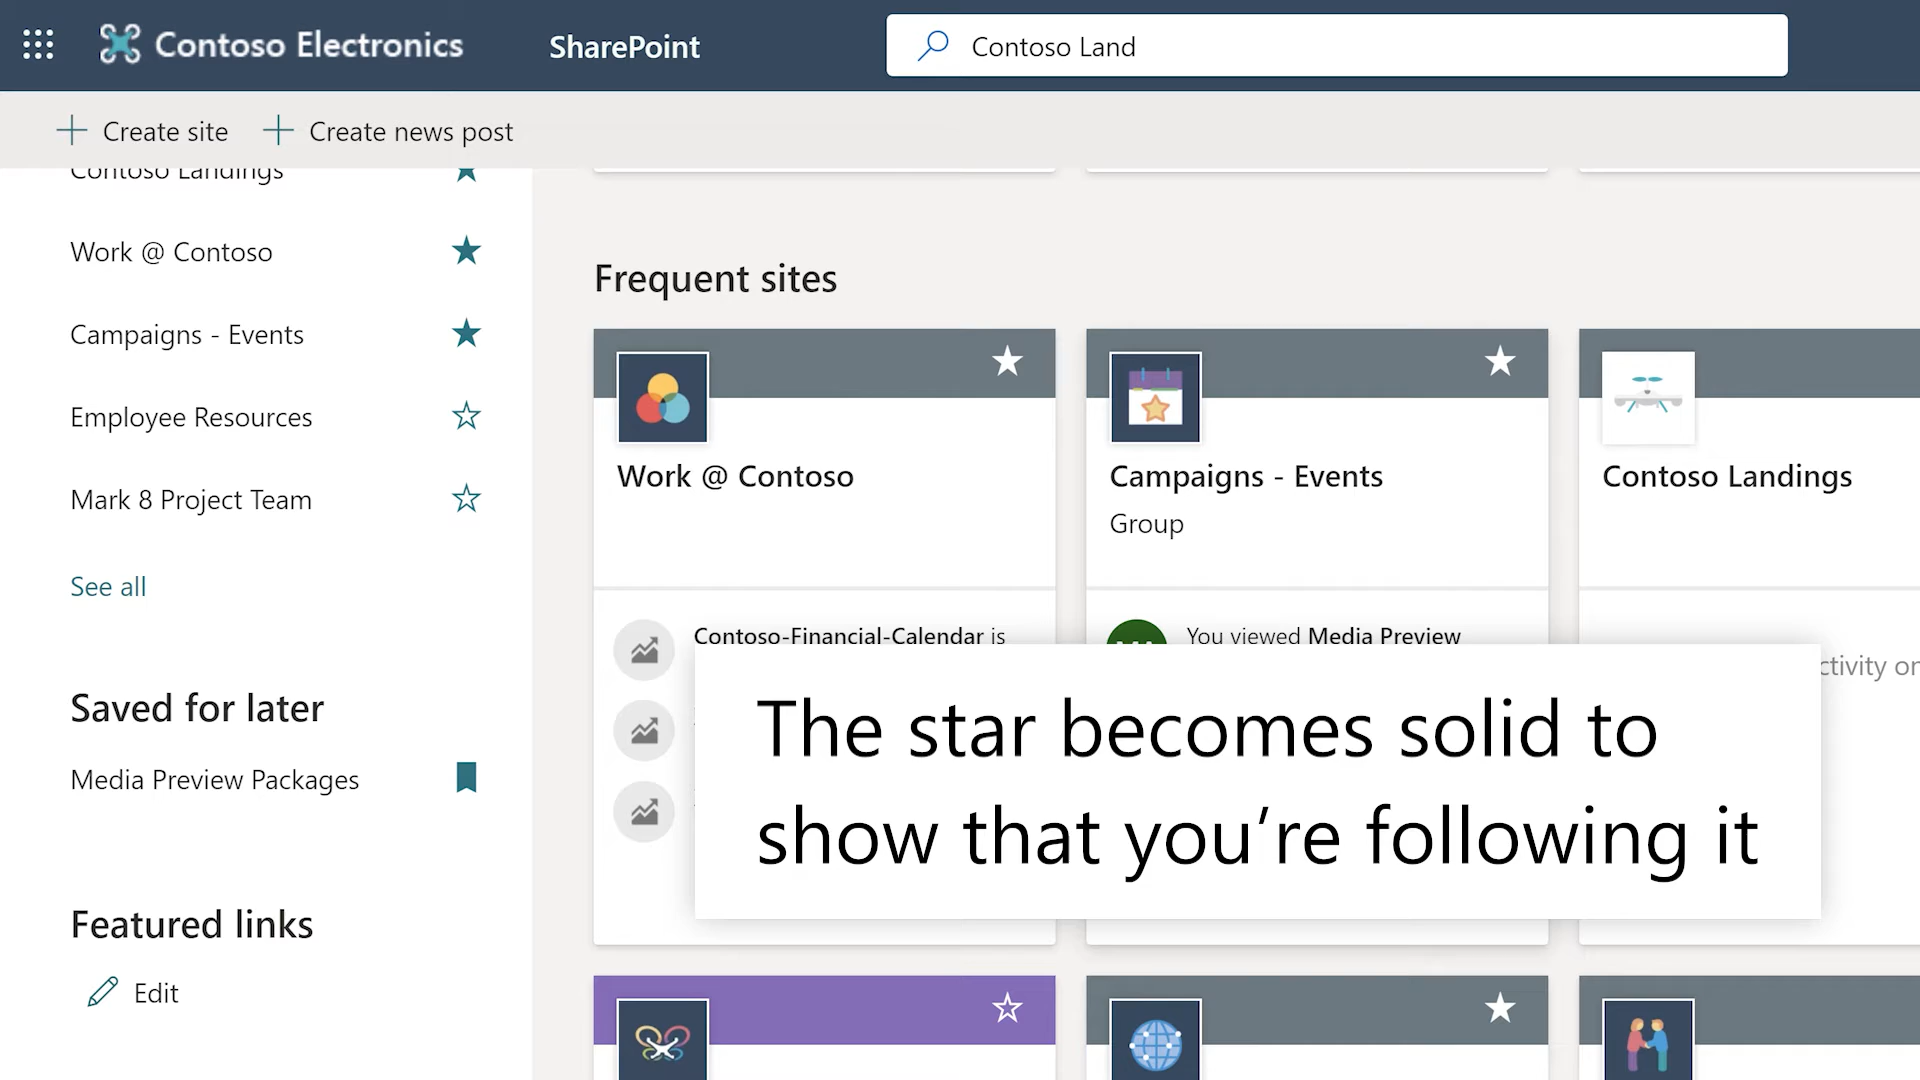 Contoso Electronics
SharePoint
Contoso Land
Create site
Create news post
Contoso Landings
Work @ Contoso
Campaigns - Events
Employee Resources
Mark 8 Project Team
See all
Saved for later
Media Preview Packages
Featured links
Edit
Frequent sites
Work @ Contoso
Contoso-Financial-Calendar is
Campaigns - Events
Group
You viewed Media Preview
Contoso Landings
The star becomes solid to
show that you’re following it